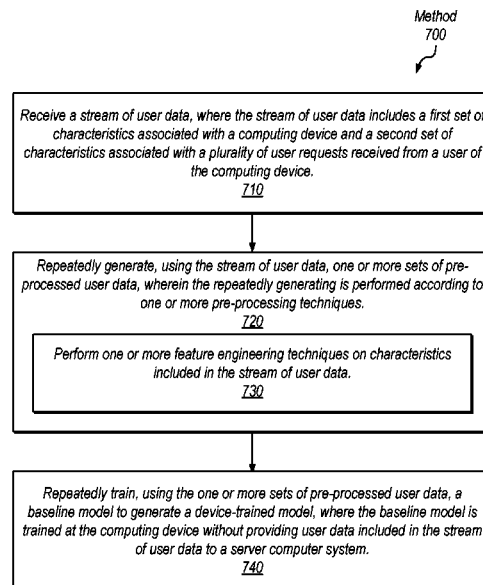 Method
700
Receive a stream of user data, where the stream of user data includes a first set of
characteristics associated with a computing device and a second set of
characteristics associated with a plurality of user requests received from a user of
the computing device.
710
Repeatedly generate, using the stream of user data, one or more sets of pre-
processed user data, wherein the repeatedly generating is performed according to
one or more pre-processing techniques.
720
Perform one or more feature engineering techniques on characteristics
included in the stream of user data.
730
Repeatedly train, using the one or more sets of pre-processed user data, a
baseline model to generate a device-trained model, where the baseline model is
trained at the computing device without providing user data included in the stream
of user data to a server computer system.
740